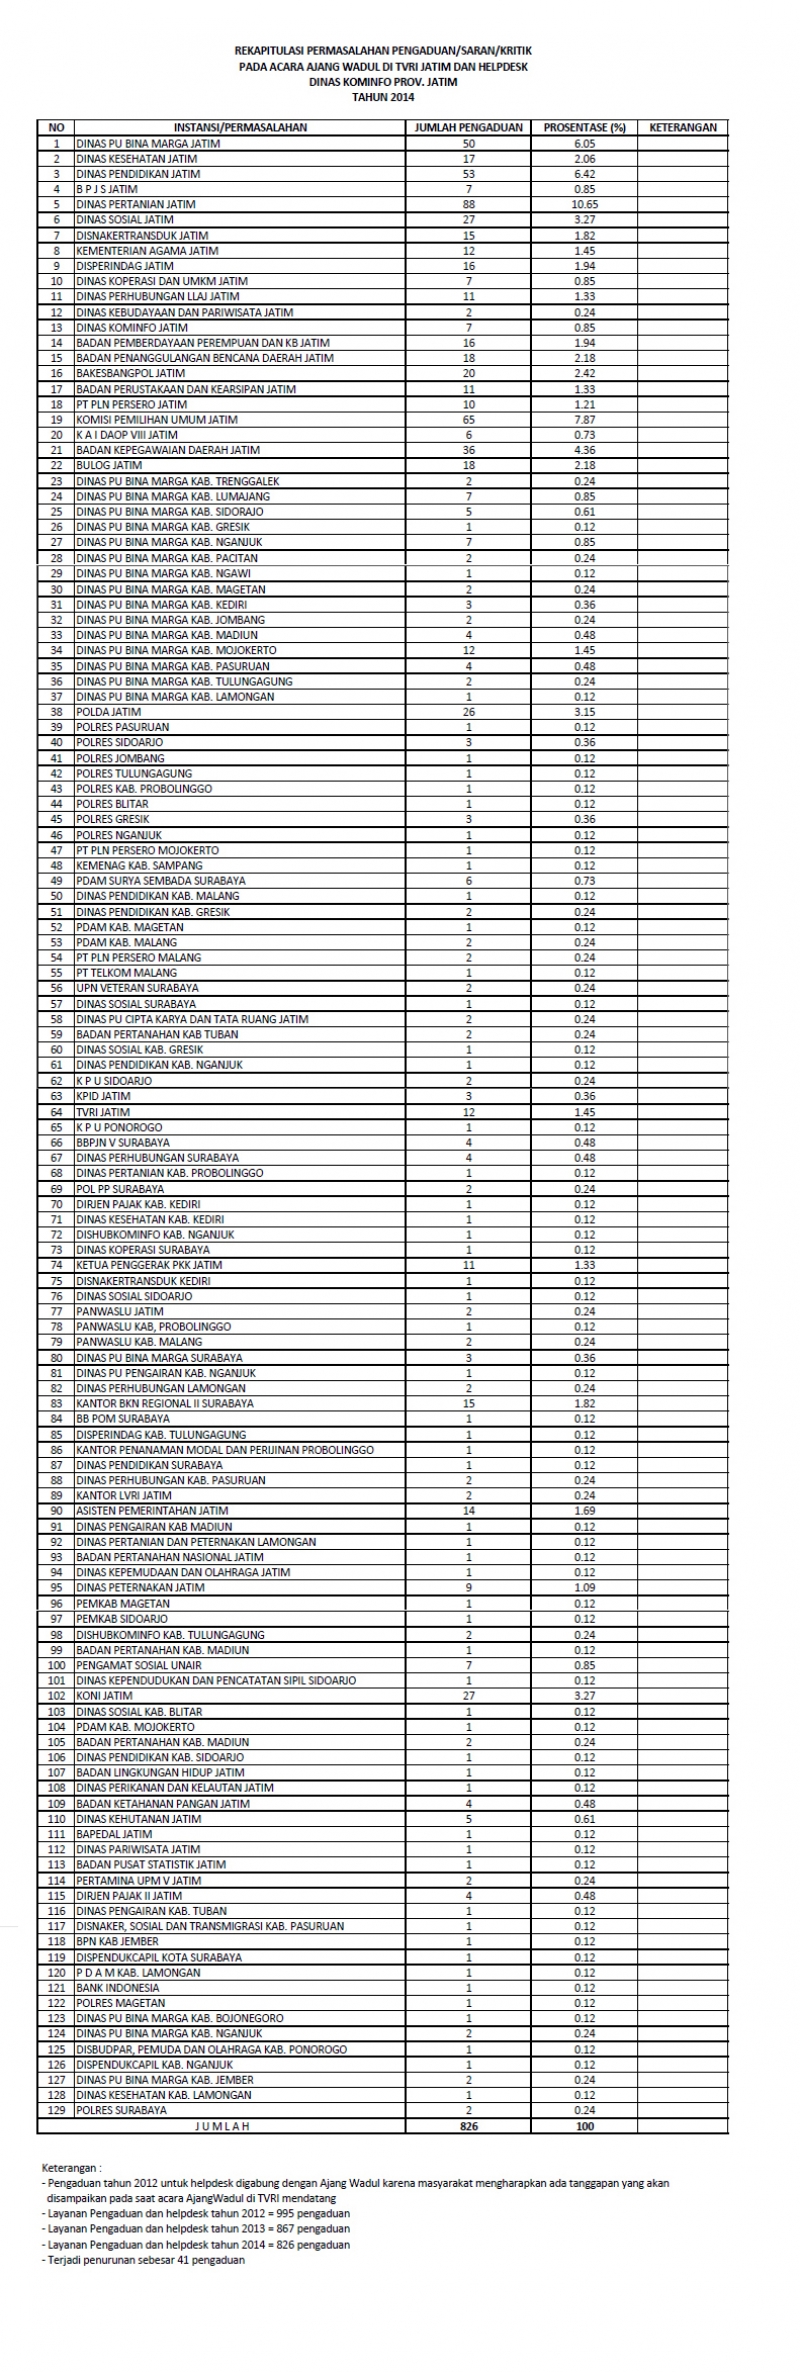 REKAPITULASI PERMASALAHAN PENGADUAN/SARAN/KRITIK
PADA ACARA AJANG WADUL DI TVRI JATIM DAN HELPDESK
DINAS KOMINFO PROV. JATIM
TAHUN 2014
NO INSTANSI/PERMASALAHAN JUMLAH PENGADUAN PROSENTASE (%) KETERANGAN
1 DINAS PU BINA MARGA JATIM 50 6.05
2 DINAS KESEHATAN JATIM 17 2.06
3 DINAS PENDIDIKAN JATIM 53 6.42
4 B P J S JATIM 7 0.85
5 DINAS PERTANIAN JATIM 88 10.65
6 DINAS SOSIAL JATIM 27 3.27
7 DISNAKERTRANSDUK JATIM 15 1.82
8 KEMENTERIAN AGAMA JATIM 12 1.45
9 DISPERINDAG JATIM 16 1.94
10 DINAS KOPERASI DAN UMKM JATIM 7 0.85
11 DINAS PERHUBUNGAN LLAJ JATIM 11 1.33
12 DINAS KEBUDAYAAN DAN PARIWISATA JATIM 2 0.24
13 DINAS KOMINFO JATIM 7 0.85
14 BADAN PEMBERDAYAAN PEREMPUAN DAN KB JATIM 16 1.94
15 BADAN PENANGGULANGAN BENCANA DAERAH JATIM 18 2.18
16 BAKESBANGPOL JATIM 20 2.42
17 BADAN PERUSTAKAAN DAN KEARSIPAN JATIM 11 1.33
18 PT PLN PERSERO JATIM 10 1.21
19 KOMISI PEMILIHAN UMUM JATIM 65 7.87
20 K A I DAOP VIII JATIM 6 0.73
21 BADAN KEPEGAWAIAN DAERAH JATIM 36 4.36
22 BULOG JATIM 18 2.18
23 DINAS PU BINA MARGA KAB. TRENGGALEK 2 0.24
24 DINAS PU BINA MARGA KAB. LUMAJANG 7 0.85
25 DINAS PU BINA MARGA KAB. SIDORAJO 5 0.61
26 DINAS PU BINA MARGA KAB. GRESIK 1 0.12
27 DINAS PU BINA MARGA KAB. NGANJUK 7 0.85
28 DINAS PU BINA MARGA KAB. PACITAN 2 0.24
29 DINAS PU BINA MARGA KAB. NGAWI 1 0.12
30 DINAS PU BINA MARGA KAB. MAGETAN 2 0.24
31 DINAS PU BINA MARGA KAB. KEDIRI 3 0.36
32 DINAS PU BINA MARGA KAB. JOMBANG 2 0.24
33 DINAS PU BINA MARGA KAB. MADIUN 4 0.48
34 DINAS PU BINA MARGA KAB. MOJOKERTO 12 1.45
35 DINAS PU BINA MARGA KAB. PASURUAN 4 0.48
36 DINAS PU BINA MARGA KAB. TULUNGAGUNG 2 0.24
37 DINAS PU BINA MARGA KAB. LAMONGAN 1 0.12
38 POLDA JATIM 26 3.15
39 POLRES PASURUAN 1 0.12
40 POLRES SIDOARJO 3 0.36
41 POLRES JOMBANG 1 0.12
42 POLRES TULUNGAGUNG 1 0.12
43 POLRES KAB. PROBOLINGGO 1 0.12
44 POLRES BLITAR 1 0.12
45 POLRES GRESIK 3 0.36
46 POLRES NGANJUK 1 0.12
47 PT PLN PERSERO MOJOKERTO 1 0.12
48 KEMENAG KAB. SAMPANG 1 0.12
49 PDAM SURYA SEMBADA SURABAYA 6 0.73
50 DINAS PENDIDIKAN KAB. MALANG 1 0.12
51 DINAS PENDIDIKAN KAB. GRESIK 2 0.24
52 PDAM KAB. MAGETAN 1 0.12
53 PDAM KAB. MALANG 2 0.24
54 PT PLN PERSERO MALANG 2 0.24
55 PT TELKOM MALANG 1 0.12
56 UPN VETERAN SURABAYA 2 0.24
57 DINAS SOSIAL SURABAYA 1 0.12
58 DINAS PU CIPTA KARYA DAN TATA RUANG JATIM 2 0.24
59 BADAN PERTANAHAN KAB TUBAN 2 0.24
60 DINAS SOSIAL KAB. GRESIK 1 0.12
61 DINAS PENDIDIKAN KAB. NGANJUK 1 0.12
62 K P U SIDOARJO 2 0.24
63 KPID JATIM 3 0.36
64 TVRI JATIM 12 1.45
65 K P U PONOROGO 1 0.12
66 BBPJN V SURABAYA 4 0.48
67 DINAS PERHUBUNGAN SURABAYA 4 0.48
68 DINAS PERTANIAN KAB. PROBOLINGGO 1 0.12
69 POL PP SURABAYA 2 0.24
70 DIRJEN PAJAK KAB. KEDIRI 1 0.12
71 DINAS KESEHATAN KAB. KEDIRI 1 0.12
72 DISHUBKOMINFO KAB. NGANJUK 1 0.12
73 DINAS KOPERASI SURABAYA 1 0.12
74 KETUA PENGGERAK PKK JATIM 11 1.33
75 DISNAKERTRANSDUK KEDIRI 1 0.12
76 DINAS SOSIAL SIDOARJO 1 0.12
77 PANWASLU JATIM 2 0.24
78 PANWASLU KAB, PROBOLINGGO 1 0.12
79 PANWASLU KAB. MALANG 2 0.24
80 DINAS PU BINA MARGA SURABAYA 3 0.36
81 DINAS PU PENGAIRAN KAB. NGANJUK 1 0.12
82 DINAS PERHUBUNGAN LAMONGAN 2 0.24
83 KANTOR BKN REGIONAL II SURABAYA 15 1.82
84 BB POM SURABAYA 1 0.12
85 DISPERINDAG KAB. TULUNGAGUNG 1 0.12
86 KANTOR PENANAMAN MODAL DAN PERIJINAN PROBOLINGGO 1 0.12
87 DINAS PENDIDIKAN SURABAYA 1 0.12
88 DINAS PERHUBUNGAN KAB. PASURUAN 2 0.24
89 KANTOR LVRI JATIM 2 0.24
90 ASISTEN PEMERINTAHAN JATIM 14 1.69
91 DINAS PENGAIRAN KAB MADIUN 1 0.12
92 DINAS PERTANIAN DAN PETERNAKAN LAMONGAN 1 0.12
93 BADAN PERTANAHAN NASIONAL JATIM 1 0.12
94 DINAS KEPEMUDAAN DAN OLAHRAGA JATIM 1 0.12
95 DINAS PETERNAKAN JATIM 9 1.09
96 PEMKAB MAGETAN 1 0.12
97 PEMKAB SIDOARJO 1 0.12
98 DISHUBKOMINFO KAB. TULUNGAGUNG 2 0.24
99 BADAN PERTANAHAN KAB. MADIUN 1 0.12
100 PENGAMAT SOSIAL UNAIR 7 0.85
101 DINAS KEPENDUDUKAN DAN PENCATATAN SIPIL SIDOARJO 1 0.12
102 KONI JATIM 27 3.27
103 DINAS SOSIAL KAB. BLITAR 1 0.12
104 PDAM KAB. MOJOKERTO 1 0.12
105 BADAN PERTANAHAN KAB. MADIUN 2 0.24
106 DINAS PENDIDIKAN KAB. SIDOARJO 1 0.12
107 BADAN LINGKUNGAN HIDUP JATIM 1 0.12
108 DINAS PERIKANAN DAN KELAUTAN JATIM 1 0.12
109 BADAN KETAHANAN PANGAN JATIM 4 0.48
110 DINAS KEHUTANAN JATIM 5 0.61
111 BAPEDAL JATIM 1 0.12
112 DINAS PARIWISATA JATIM 1 0.12
113 BADAN PUSAT STATISTIK JATIM 1 0.12
114 PERTAMINA UPM V JATIM 2 0.24
115 DIRJEN PAJAK II JATIM 4 0.48
116 DINAS PENGAIRAN KAB. TUBAN 1 0.12
117 DISNAKER, SOSIAL DAN TRANSMIGRASI KAB. PASURUAN 1 0.12
118 BPN KAB JEMBER 1 0.12
119 DISPENDUKCAPIL KOTA SURABAYA 1 0.12
120 P D A M KAB. LAMONGAN 1 0.12
121 BANK INDONESIA 1 0.12
122 POLRES MAGETAN 1 0.12
123 DINAS PU BINA MARGA KAB. BOJONEGORO 1 0.12
124 DINAS PU BINA MARGA KAB. NGANJUK 2 0.24
125 DISBUDPAR, PEMUDA DAN OLAHRAGA KAB. PONOROGO 1 0.12
126 DISPENDUKCAPIL KAB. NGANJUK 1 0.12
127 DINAS PU BINA MARGA KAB. JEMBER 2 0.24
128 DINAS KESEHATAN KAB. LAMONGAN 1 0.12
129 POLRES SURABAYA 2 0.24
J U M L A H 826 100
Keterangan :
- Pengaduan tahun 2012 untuk helpdesk digabung dengan Ajang Wadul karena masyarakat mengharapkan ada tanggapan yang akan
disampaikan pada saat acara AjangWadul di TVRI mendatang
- Layanan Pengaduan dan helpdesk tahun 2012 = 995 pengaduan
- Layanan Pengaduan dan helpdesk tahun 2013 = 867 pengaduan
- Layanan Pengaduan dan helpdesk tahun 2014 = 826 pengaduan
- Terjadi penurunan sebesar 41 pengaduan